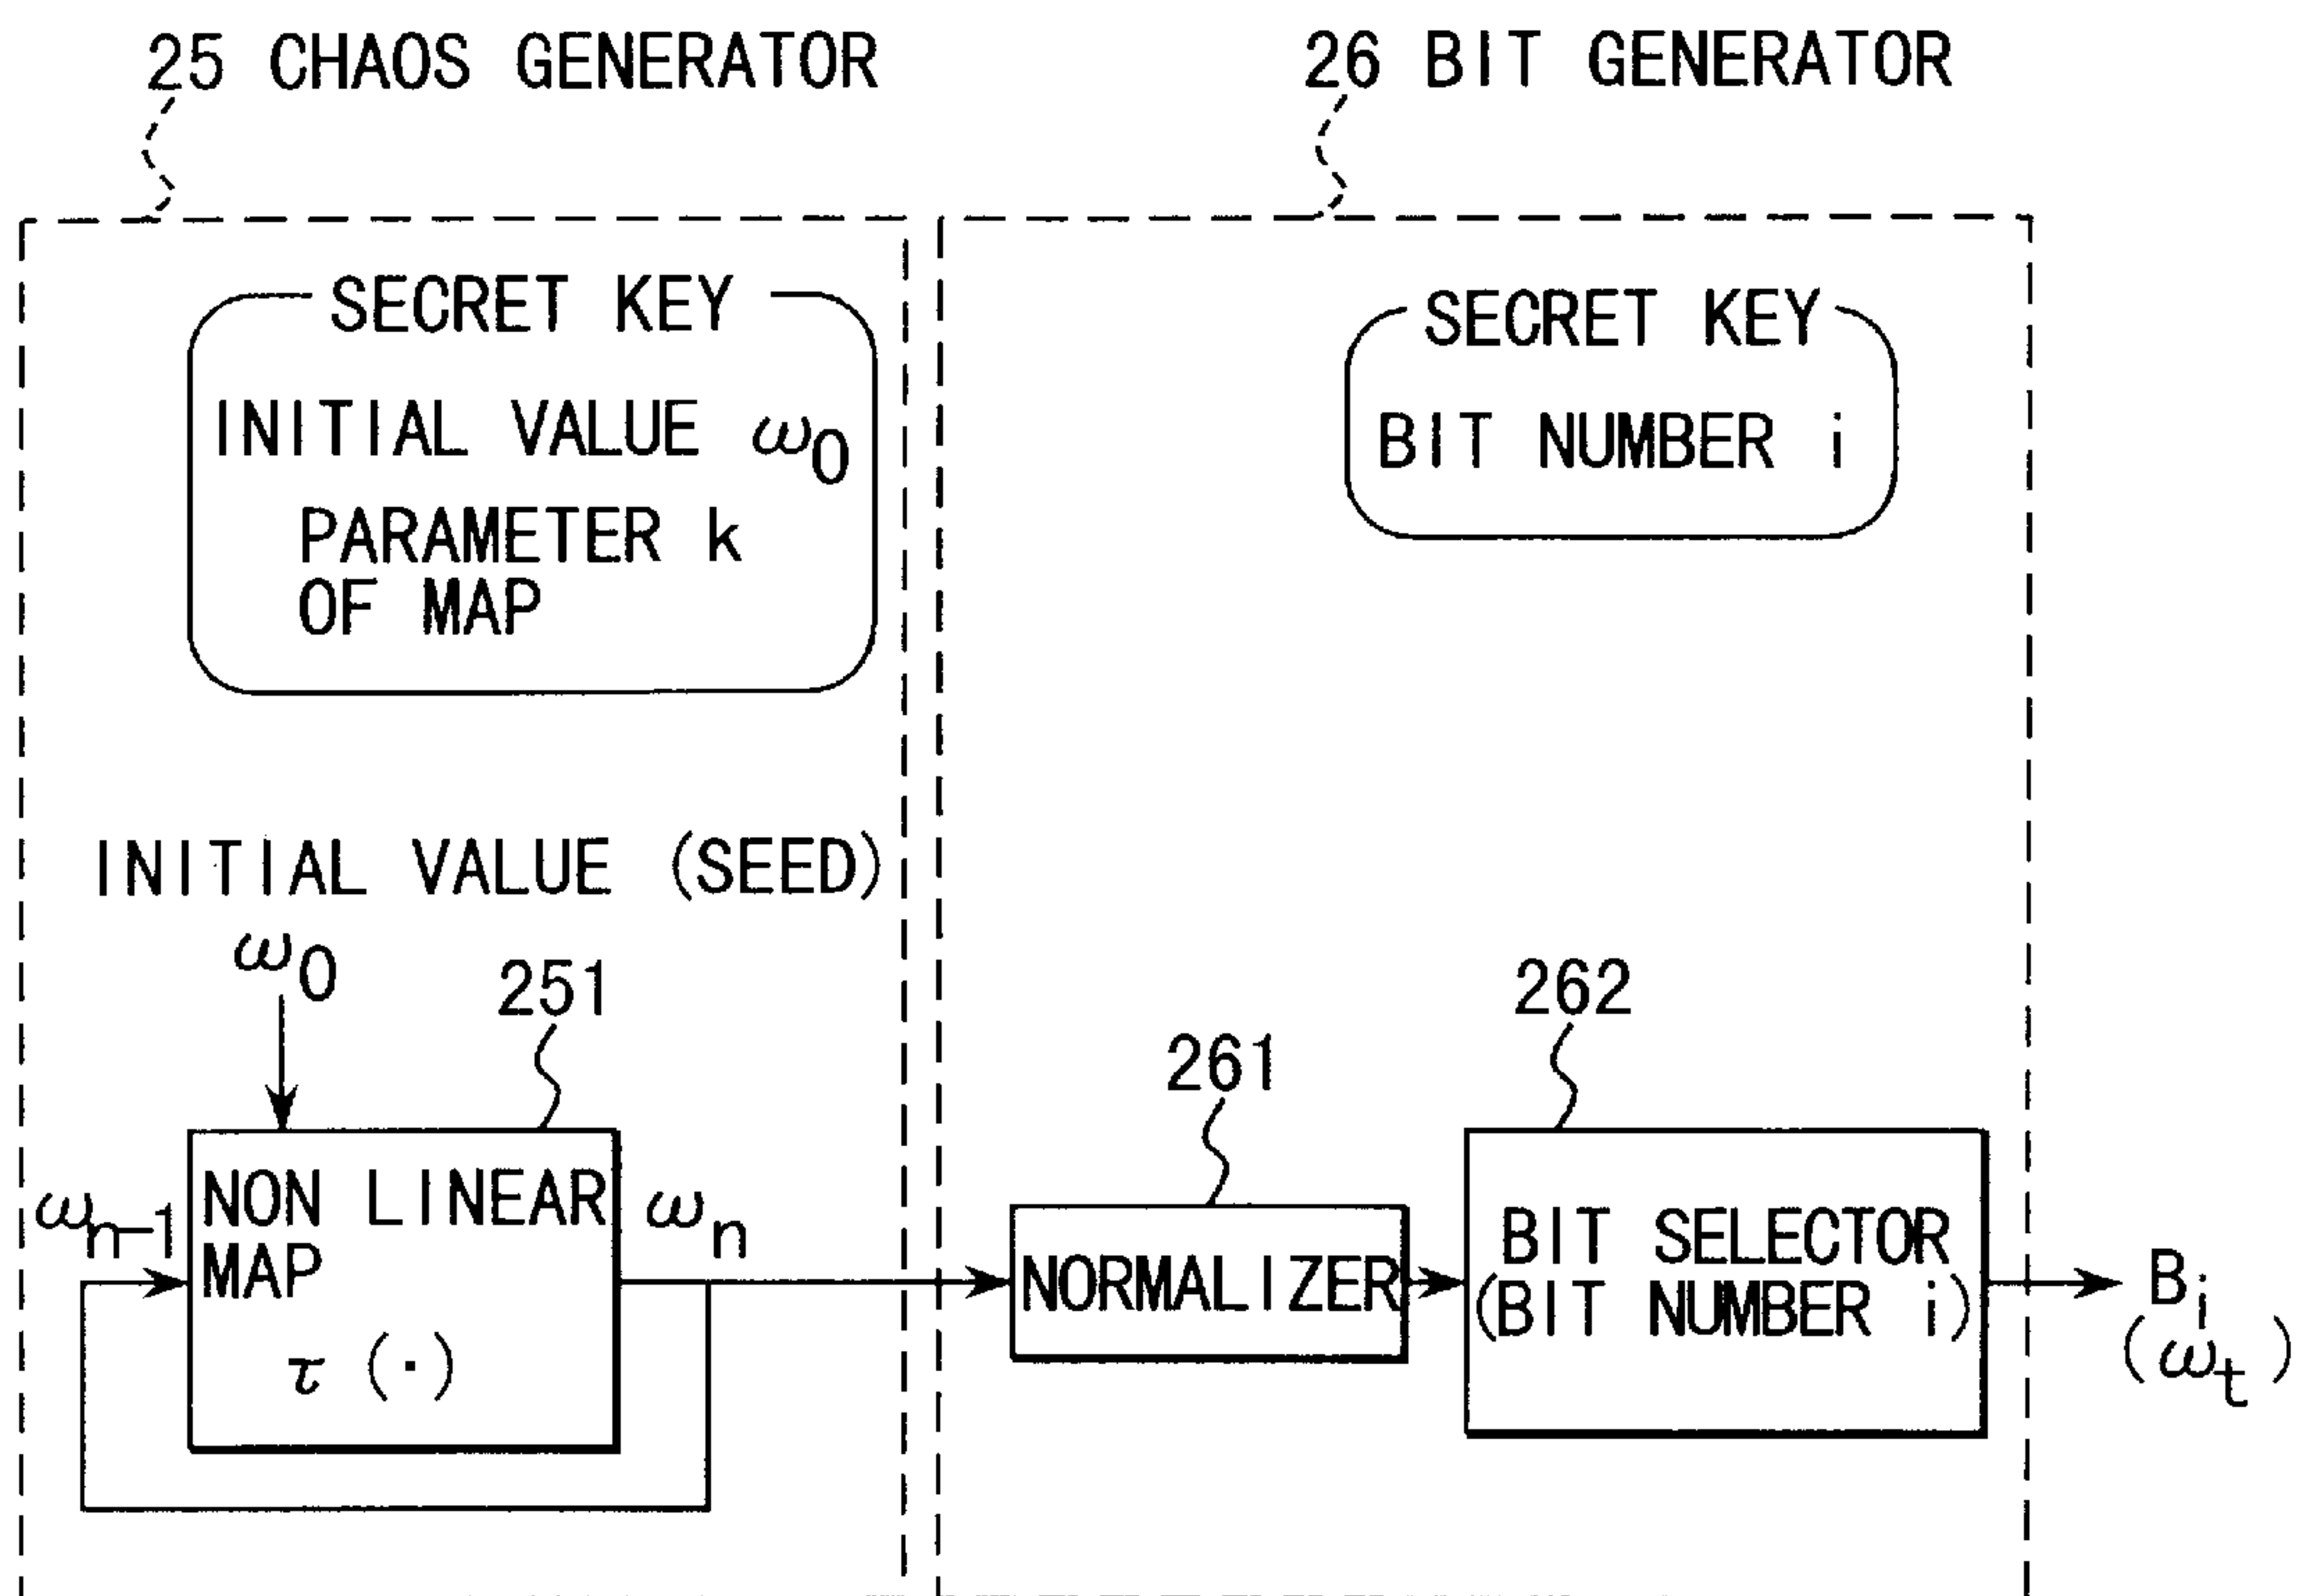 25 CHAOS GENERATOR
26 BIT GENERATOR
SECRET KEY
INITIAL VALUE ω0
PARAMETER k
OF MAP
SECRET KEY
BIT NUMBER i
INITIAL VALUE (SEED)
ω0
251
ωn-1
NON LINEAR
MAP
τ (·)
ωn
261
NORMALIZER
262
BIT SELECTOR
(BIT NUMBER i)
Bi
(ωt)